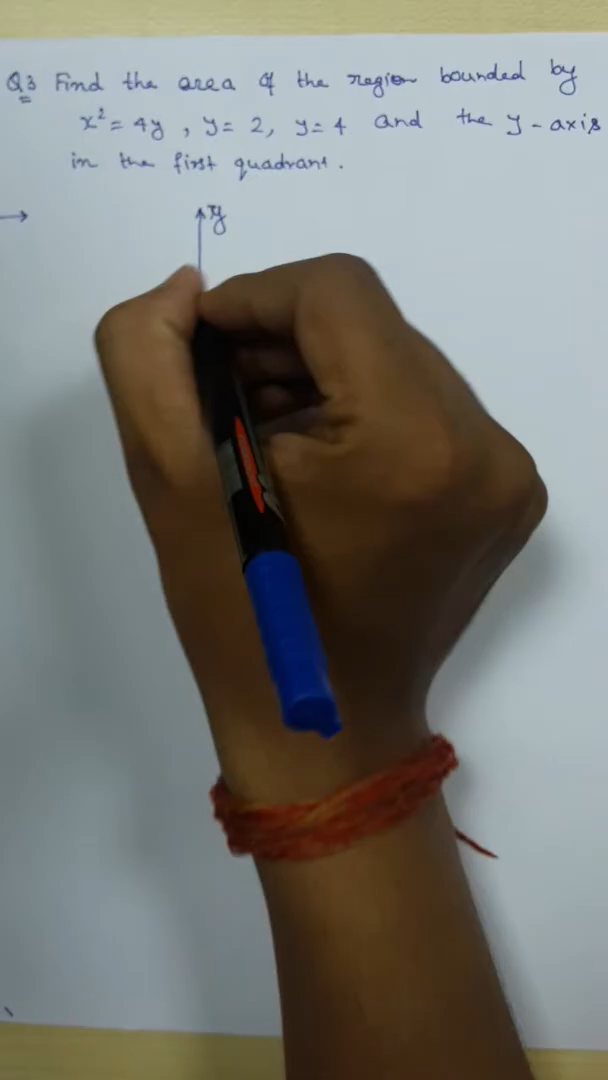 Q3 Find the area of the region bounded by
x² = 4y , y = 2, y = 4 and the y - axis
in the first quadrant.
→ y